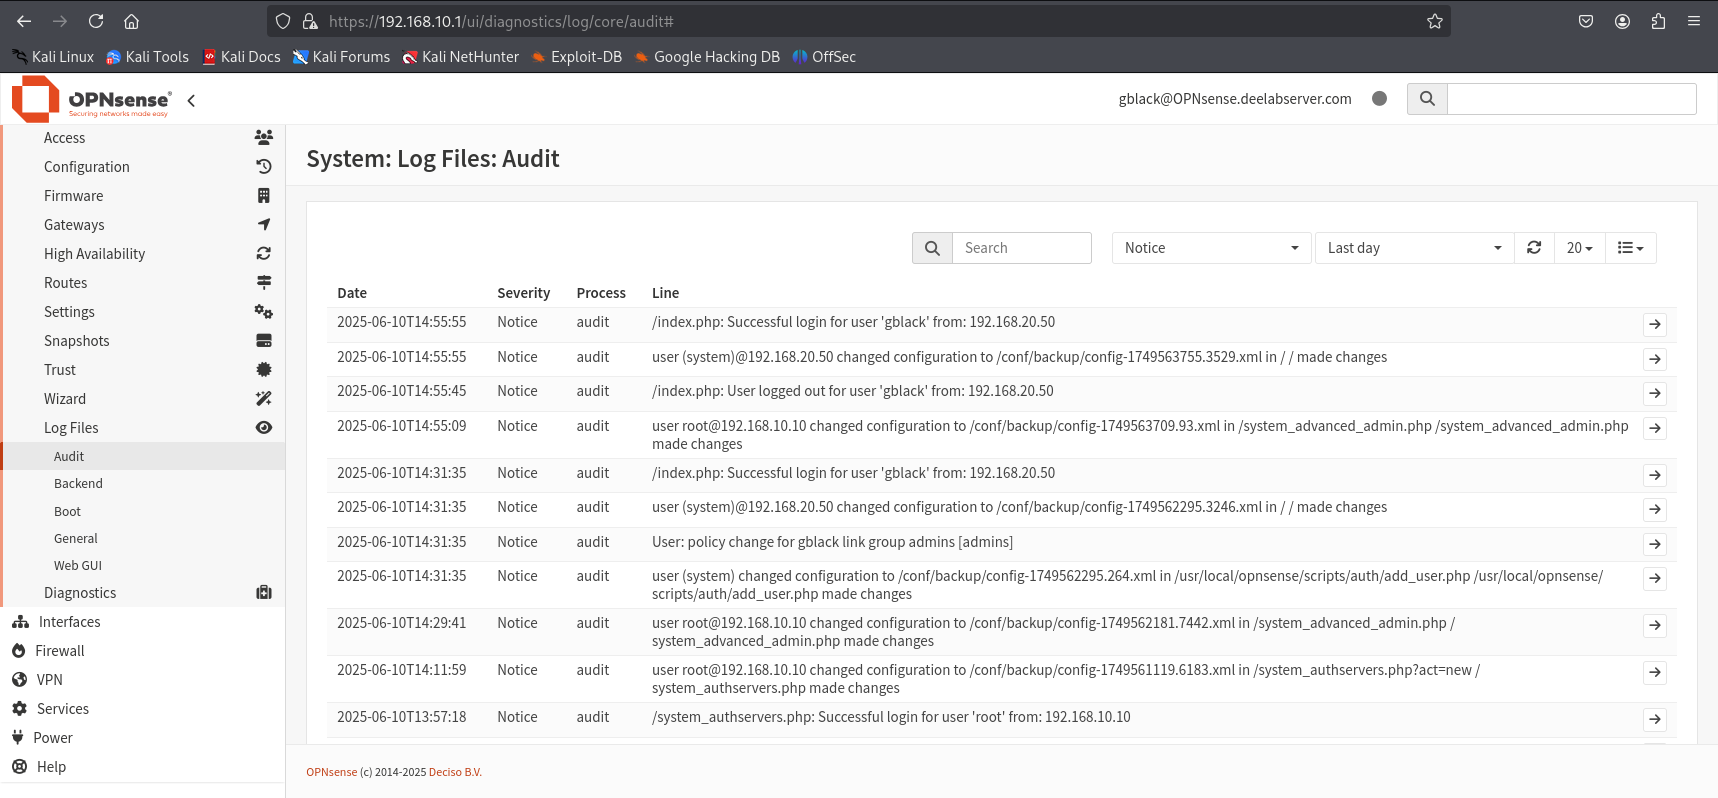 https://192.168.10.1/ui/diagnostics/log/core/audit#
Kali Linux Kali Tools Kali Docs Kali Forums Kali NetHunter Exploit-DB Google Hacking DB OffSec
OPNsense®
Securing networks made easy
gblack@OPNsense.deelabserver.com
Access
Configuration
Firmware
Gateways
High Availability
Routes
Settings
Snapshots
Trust
Wizard
Log Files
Audit
Backend
Boot
General
Web GUI
Diagnostics
Interfaces
Firewall
VPN
Services
Power
Help
System: Log Files: Audit
Search Notice Last day 20
Date Severity Process Line
2025-06-10T14:55:55 Notice audit /index.php: Successful login for user 'gblack' from: 192.168.20.50
2025-06-10T14:55:55 Notice audit user (system)@192.168.20.50 changed configuration to /conf/backup/config-1749563755.3529.xml in / / made changes
2025-06-10T14:55:45 Notice audit /index.php: User logged out for user 'gblack' from: 192.168.20.50
2025-06-10T14:55:09 Notice audit user root@192.168.10.10 changed configuration to /conf/backup/config-1749563709.93.xml in /system_advanced_admin.php /system_advanced_admin.php
made changes
2025-06-10T14:31:35 Notice audit /index.php: Successful login for user 'gblack' from: 192.168.20.50
2025-06-10T14:31:35 Notice audit user (system)@192.168.20.50 changed configuration to /conf/backup/config-1749562295.3246.xml in / / made changes
2025-06-10T14:31:35 Notice audit User: policy change for gblack link group admins [admins]
2025-06-10T14:31:35 Notice audit user (system) changed configuration to /conf/backup/config-1749562295.264.xml in /usr/local/opnsense/scripts/auth/add_user.php /usr/local/opnsense/
scripts/auth/add_user.php made changes
2025-06-10T14:29:41 Notice audit user root@192.168.10.10 changed configuration to /conf/backup/config-1749562181.7442.xml in /system_advanced_admin.php /
system_advanced_admin.php made changes
2025-06-10T14:11:59 Notice audit user root@192.168.10.10 changed configuration to /conf/backup/config-1749561119.6183.xml in /system_authservers.php?act=new /
system_authservers.php made changes
2025-06-10T13:57:18 Notice audit /system_authservers.php: Successful login for user 'root' from: 192.168.10.10
OPNsense (c) 2014-2025 Deciso B.V.